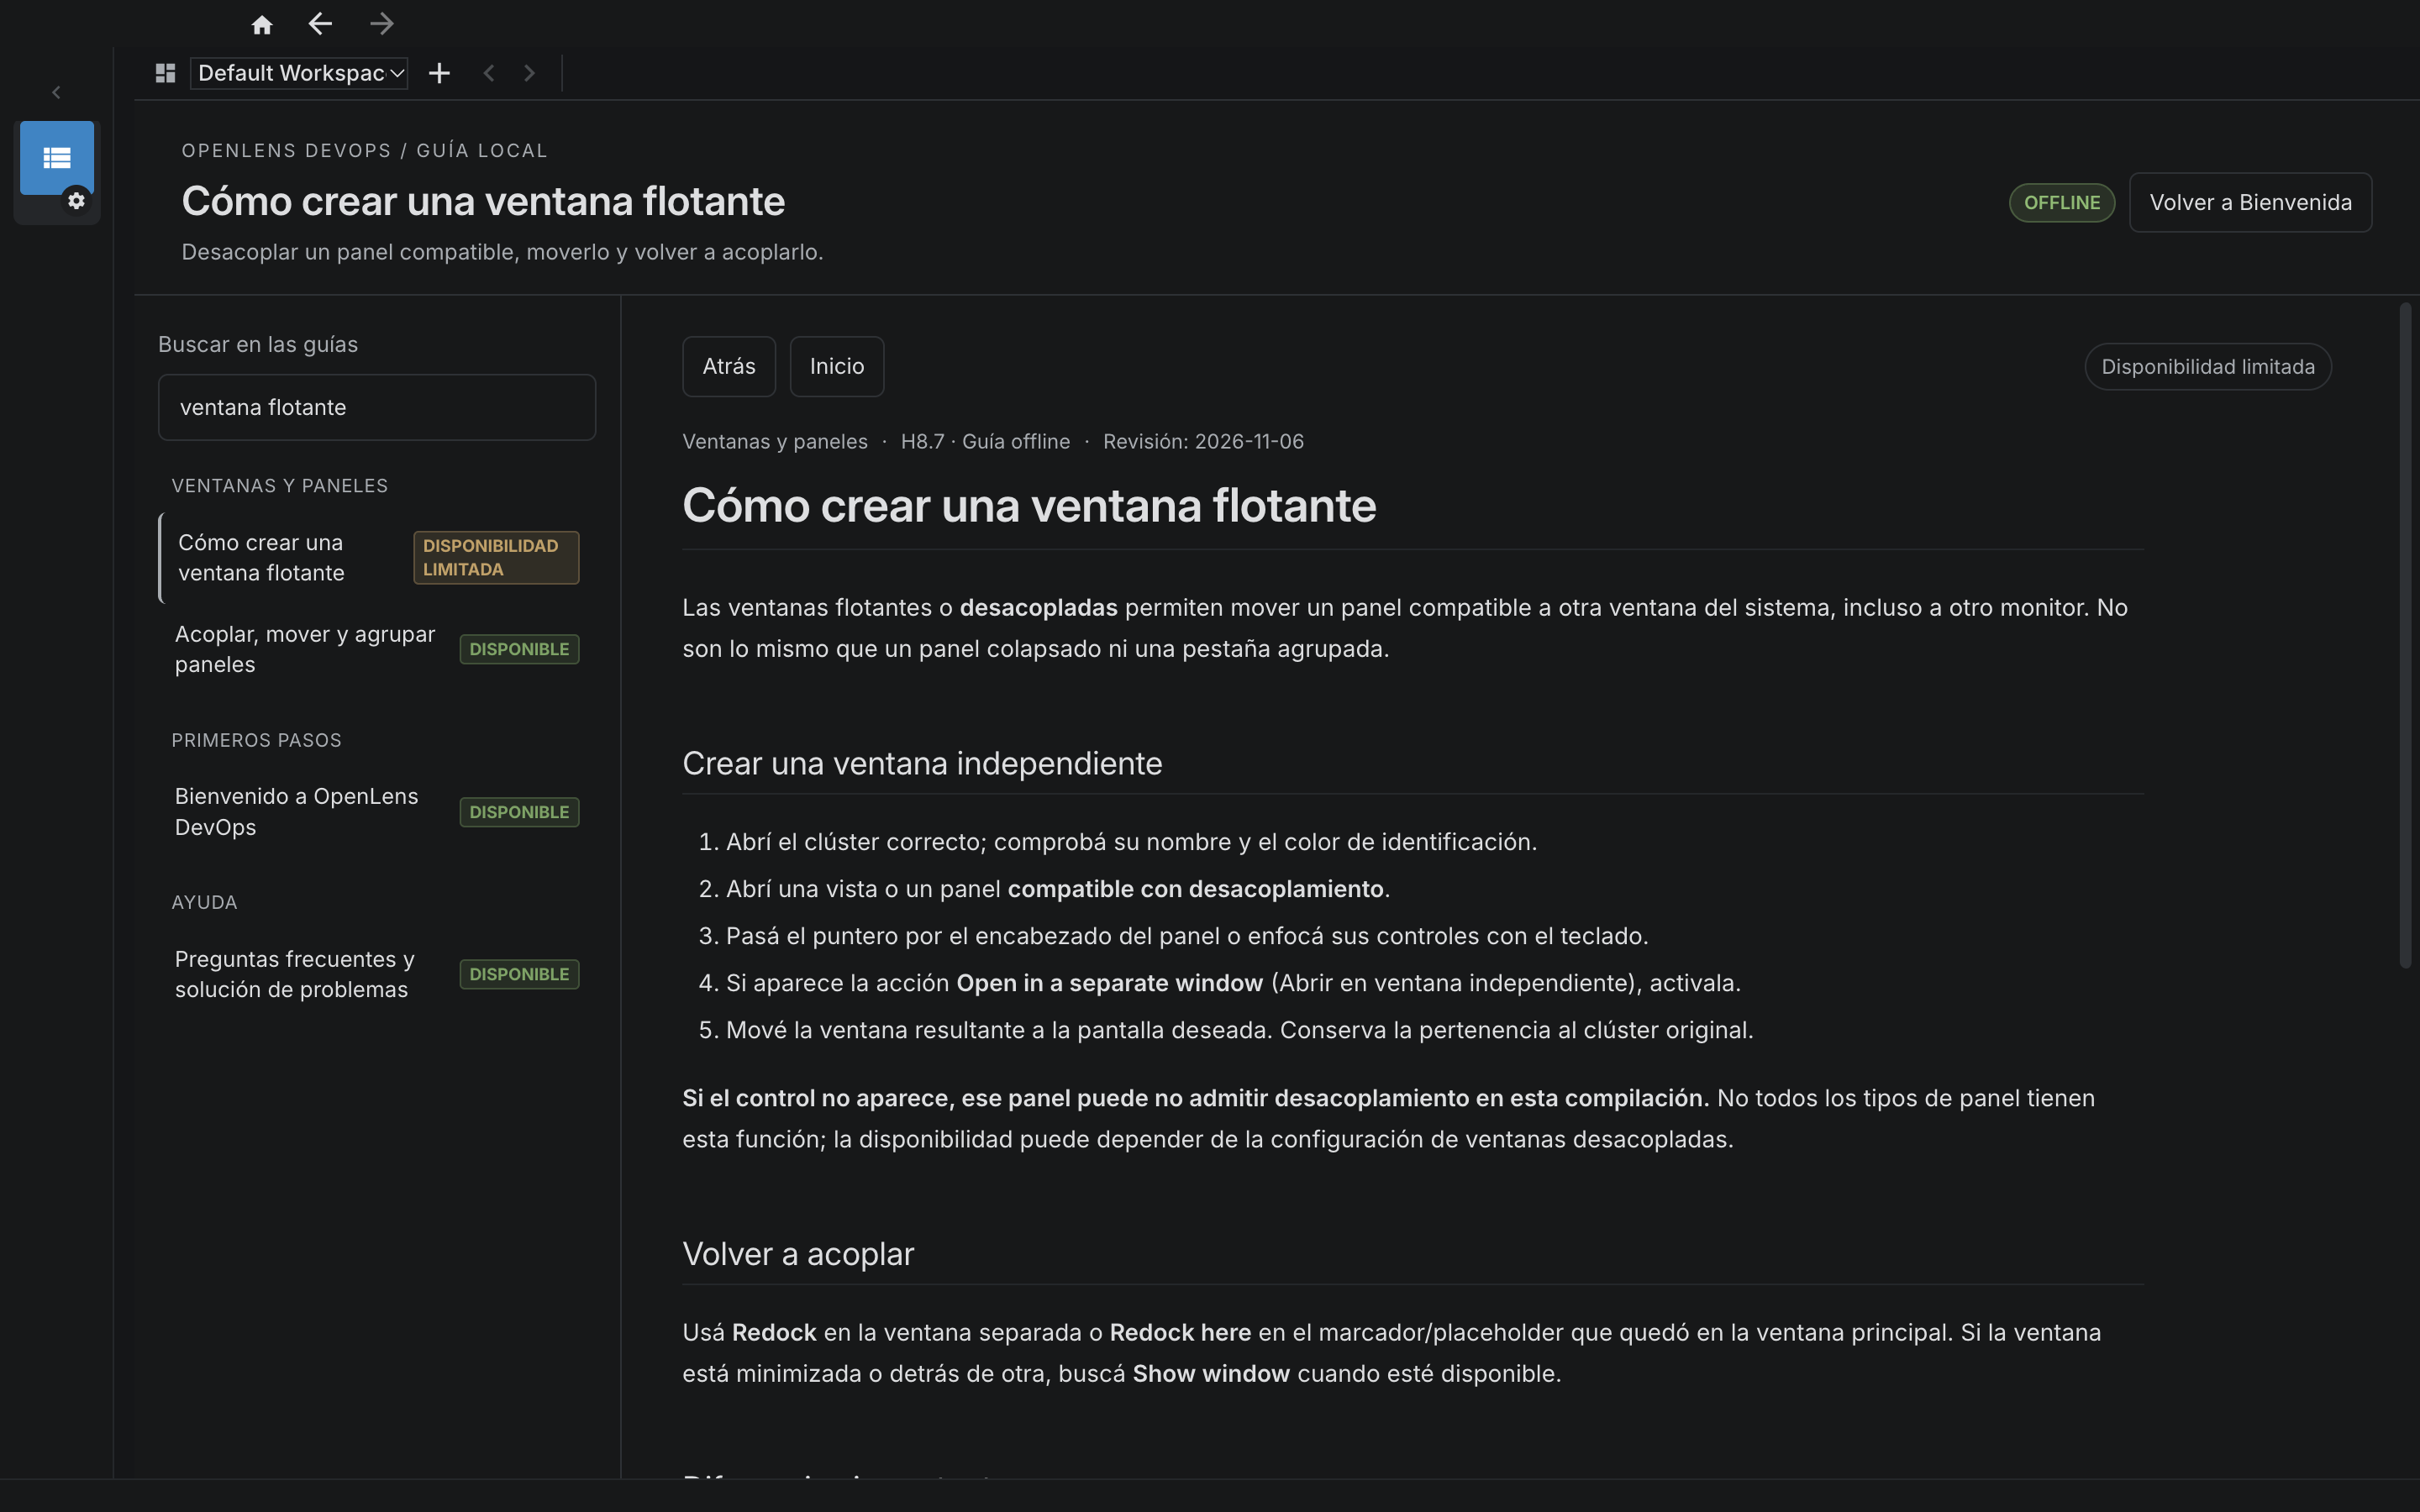 Default Workspac
OPENLENS DEVOPS / GUÍA LOCAL
Cómo crear una ventana flotante
Desacoplar un panel compatible, moverlo y volver a acoplarlo.
OFFLINE
Volver a Bienvenida
Buscar en las guías
ventana flotante
VENTANAS Y PANELES
Cómo crear una
ventana flotante
DISPONIBILIDAD
LIMITADA
Acoplar, mover y agrupar
paneles
DISPONIBLE
PRIMEROS PASOS
Bienvenido a OpenLens
DevOps
DISPONIBLE
AYUDA
Preguntas frecuentes y
solución de problemas
DISPONIBLE
Atrás
Inicio
Disponibilidad limitada
Ventanas y paneles · H8.7 · Guía offline · Revisión: 2026-11-06
Cómo crear una ventana flotante
Las ventanas flotantes o desacopladas permiten mover un panel compatible a otra ventana del sistema, incluso a otro monitor. No
son lo mismo que un panel colapsado ni una pestaña agrupada.
Crear una ventana independiente
1. Abrí el clúster correcto; comprobá su nombre y el color de identificación.
2. Abrí una vista o un panel compatible con desacoplamiento.
3. Pasá el puntero por el encabezado del panel o enfocá sus controles con el teclado.
4. Si aparece la acción Open in a separate window (Abrir en ventana independiente), activala.
5. Mové la ventana resultante a la pantalla deseada. Conserva la pertenencia al clúster original.
Si el control no aparece, ese panel puede no admitir desacoplamiento en esta compilación. No todos los tipos de panel tienen
esta función; la disponibilidad puede depender de la configuración de ventanas desacopladas.
Volver a acoplar
Usá Redock en la ventana separada o Redock here en el marcador/placeholder que quedó en la ventana principal. Si la ventana
está minimizada o detrás de otra, buscá Show window cuando esté disponible.